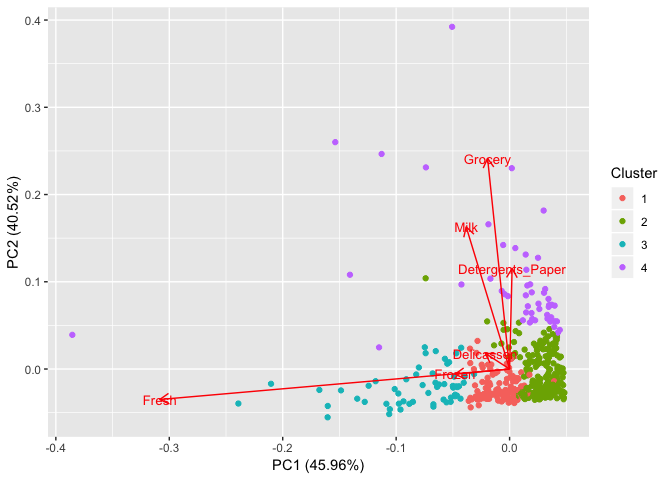 0.4
0.3
0.2
0.1
0.0
PC2 (40.52%)
Grocery
Milk
Detergents_Paper
Delicassen
Frozen
Fresh
-0.4 -0.3 -0.2 -0.1 0.0
PC1 (45.96%)
Cluster
1
2
3
4